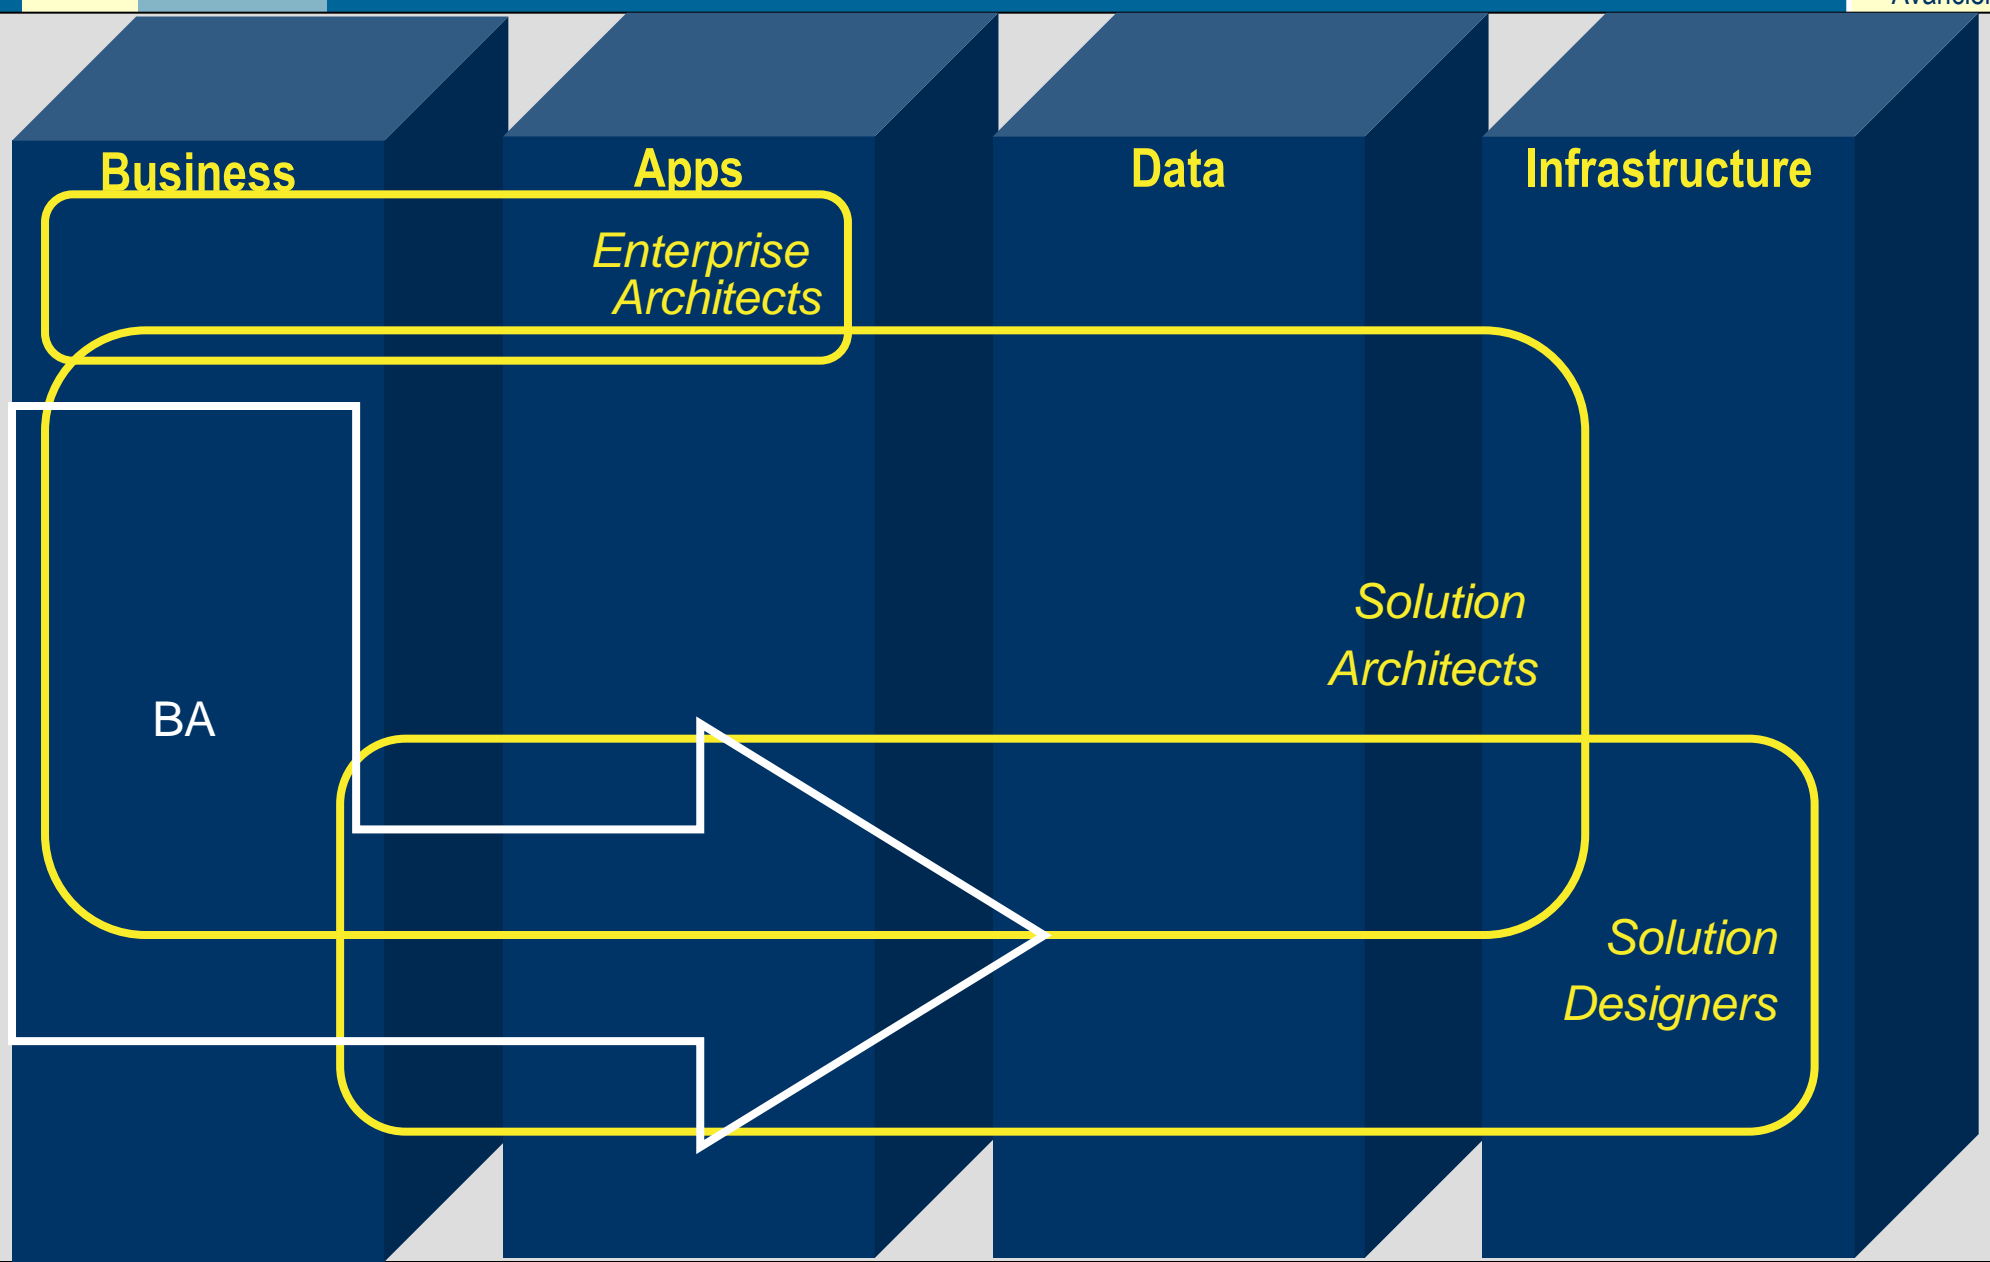 Business
Apps
Data
Infrastructure
Enterprise
Architects
Solution
Architects
BA
Solution
Designers